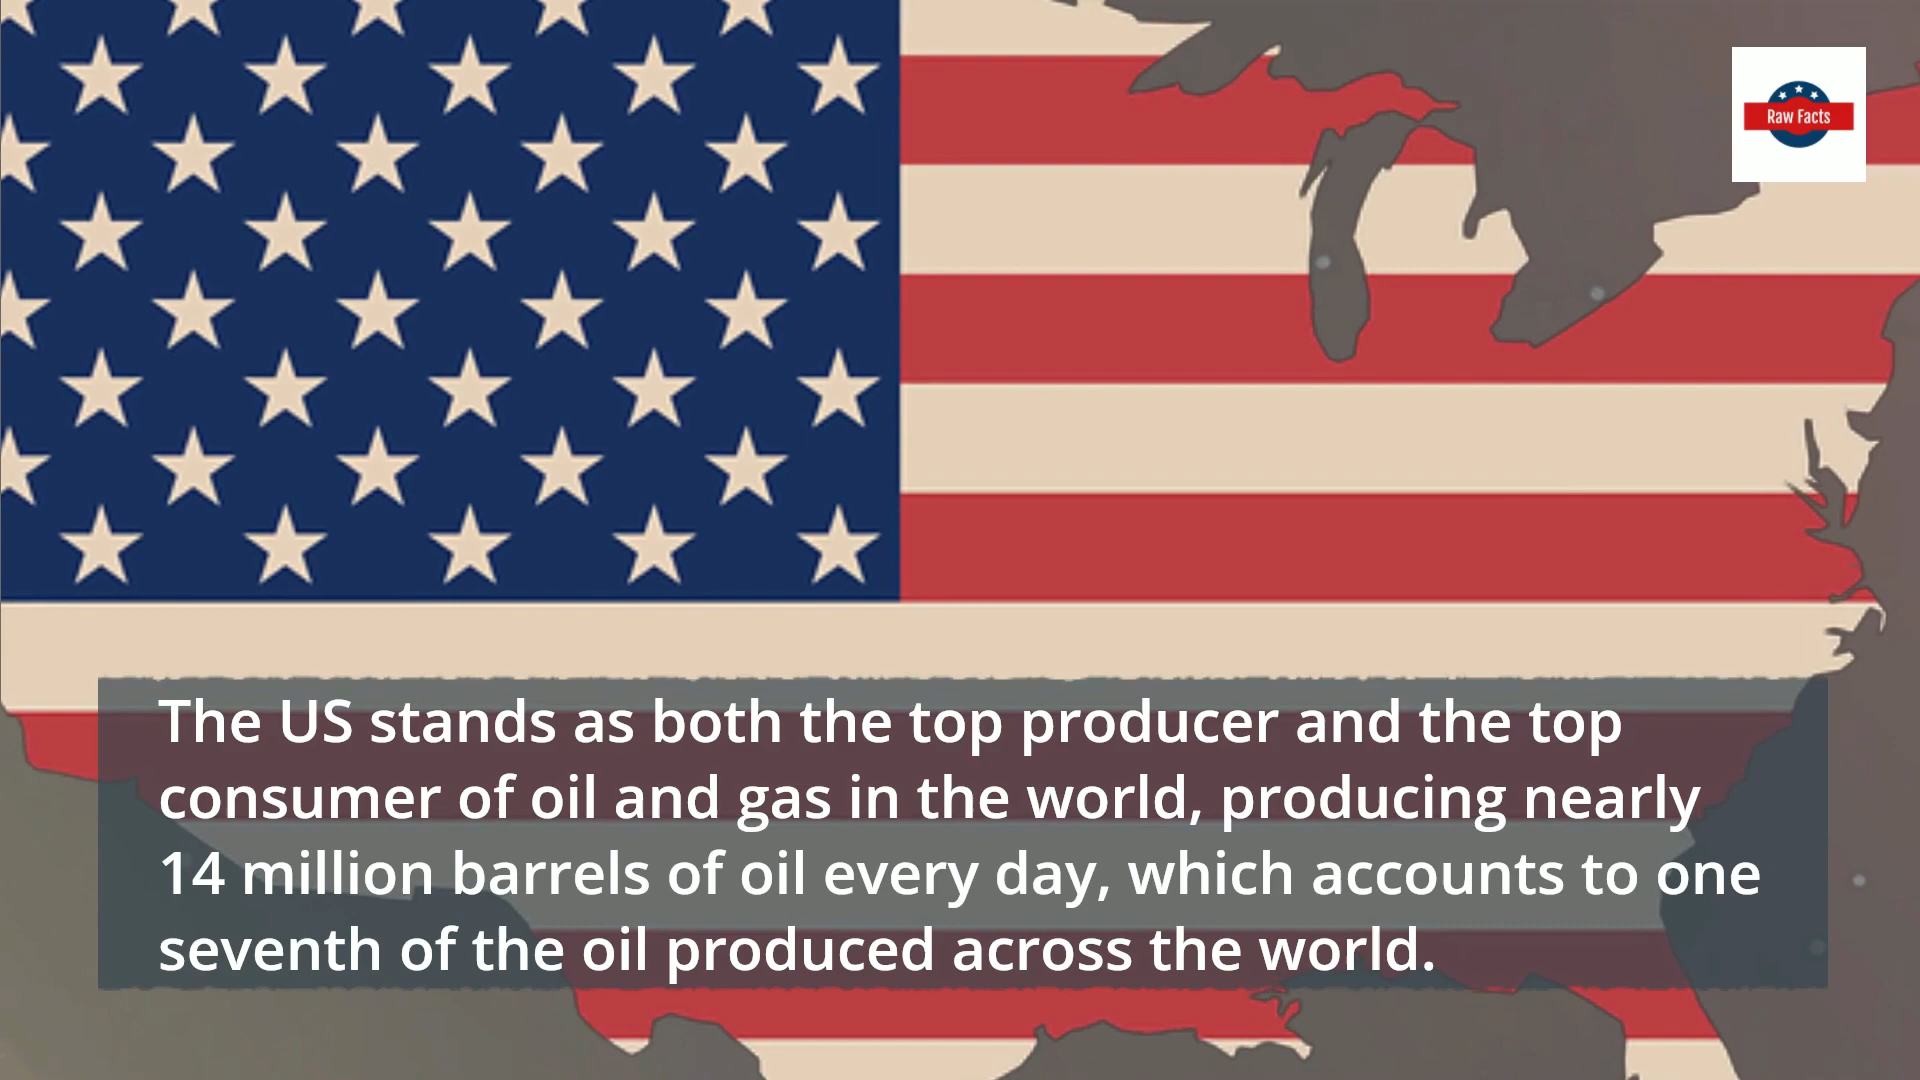 Raw Facts
The US stands as both the top producer and the top
consumer of oil and gas in the world, producing nearly
14 million barrels of oil every day, which accounts to one
seventh of the oil produced across the world.